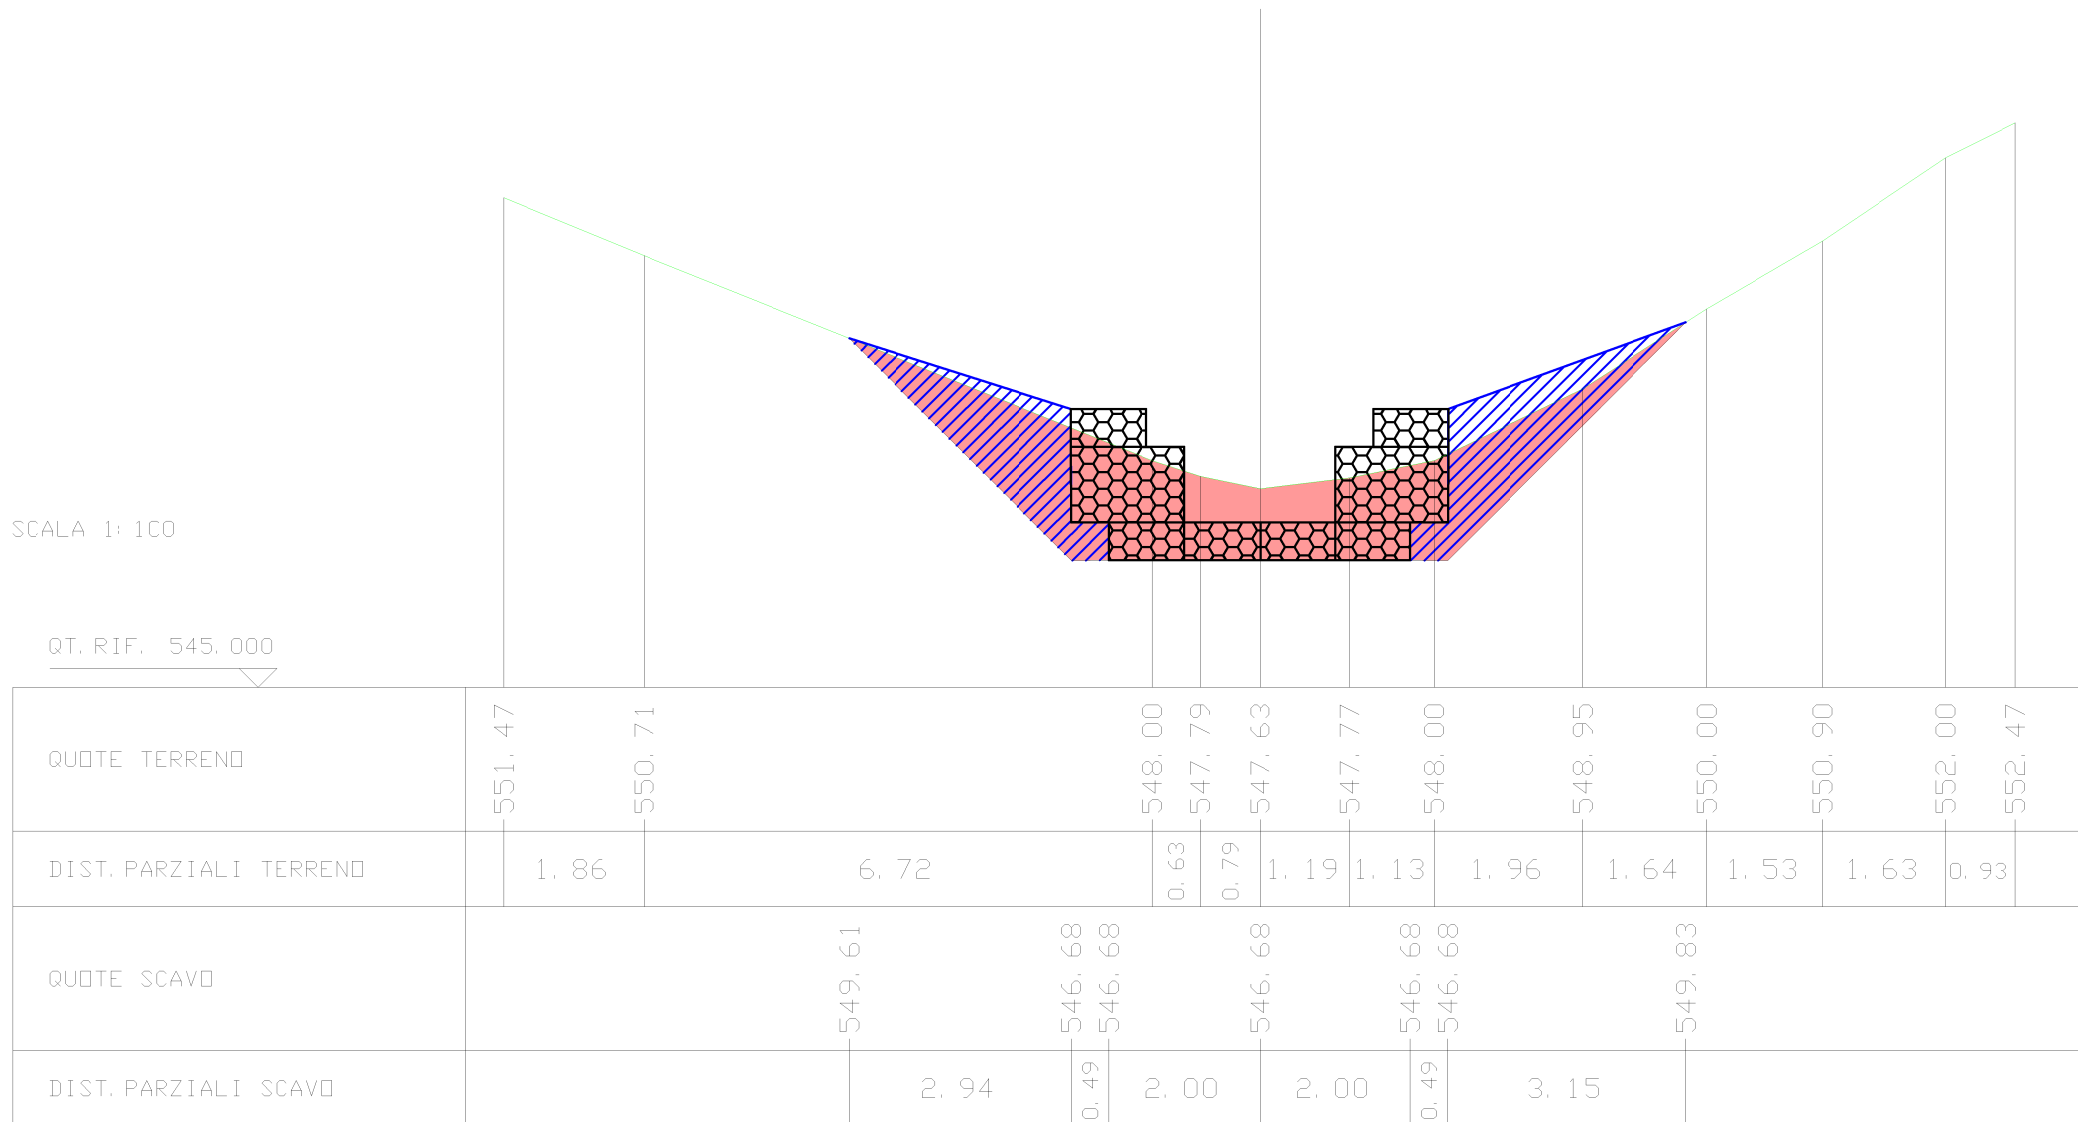 SCALA 1:100
QT.RIF. 545.000
QUOTE TERRENO
551.47 550.71 548.00 547.79 547.63 547.77 548.00 548.95 550.00 550.90 552.00 552.47
DIST.PARZIALI TERRENO
1.86 6.72 0.63 0.79 1.19 1.13 1.96 1.64 1.53 1.63 0.93
QUOTE SCAVO
549.61 546.68 546.68 546.68 546.68 546.68 549.83
DIST.PARZIALI SCAVO
2.94 0.49 2.00 2.00 0.49 3.15